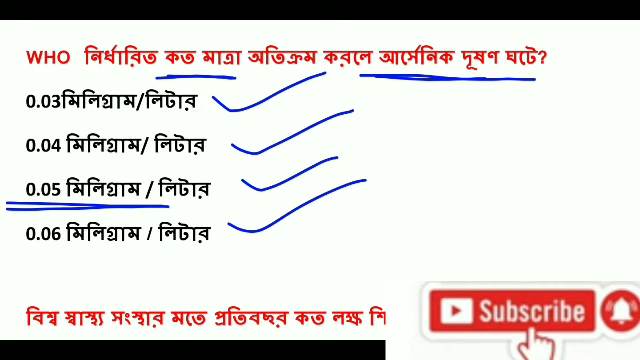 WHO নির্ধারিত কত মাত্রা অতিক্রম করলে আর্সেনিক দূষণ ঘটে?
0.03মিলিগ্রাম/লিটার
0.04 মিলিগ্রাম/ লিটার
0.05 মিলিগ্রাম / লিটার
0.06 মিলিগ্রাম / লিটার
বিশ্ব স্বাস্থ্য সংস্থার মতে প্রতিবছর কত লক্ষ
Subscribe